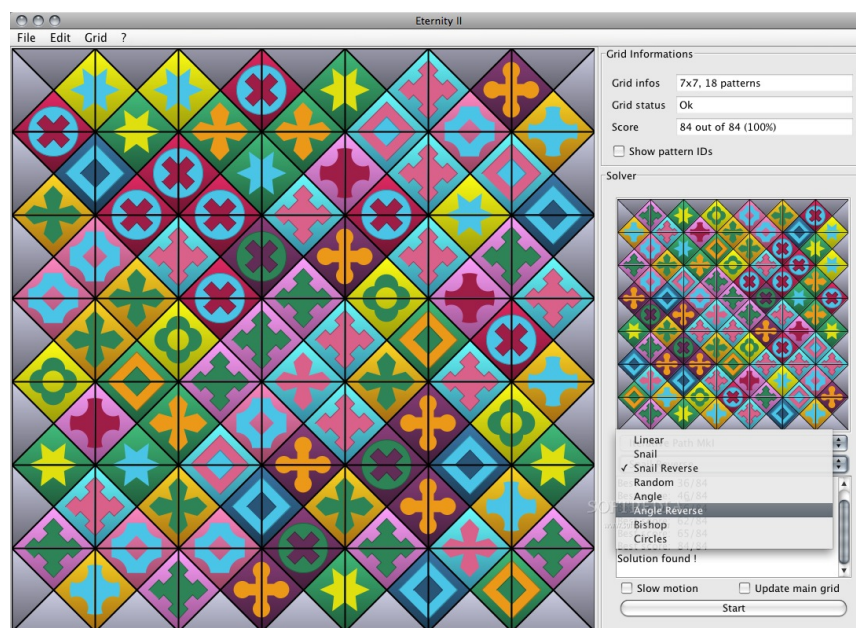 Eternity II
File Edit Grid ?
Grid Informations
Grid infos 7x7, 18 patterns
Grid status Ok
Score 84 out of 84 (100%)
Show pattern IDs
Solver
Linear
Snail
✓ Snail Reverse
Random
Angle
Angle Reverse
Bishop
Circles
Solution found !
Slow motion Update main grid
Start